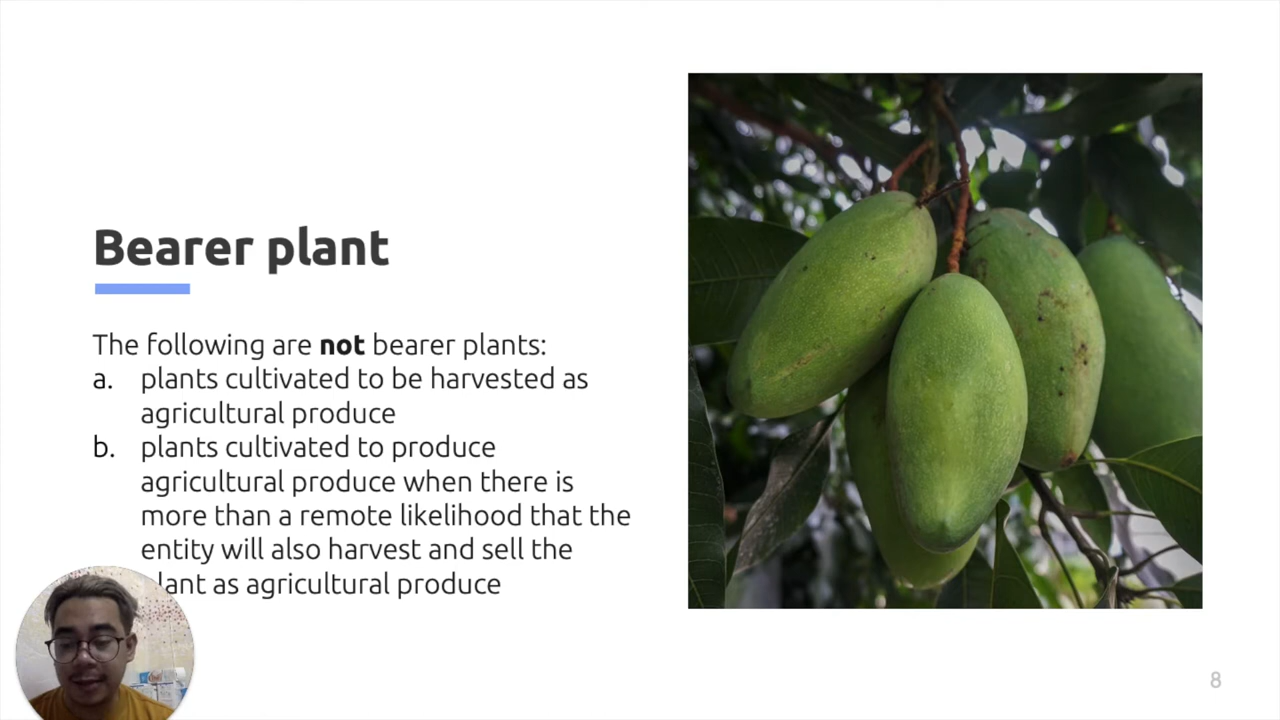 Bearer plant
The following are not bearer plants:
a. plants cultivated to be harvested as
agricultural produce
b. plants cultivated to produce
agricultural produce when there is
more than a remote likelihood that the
entity will also harvest and sell the
plant as agricultural produce
8